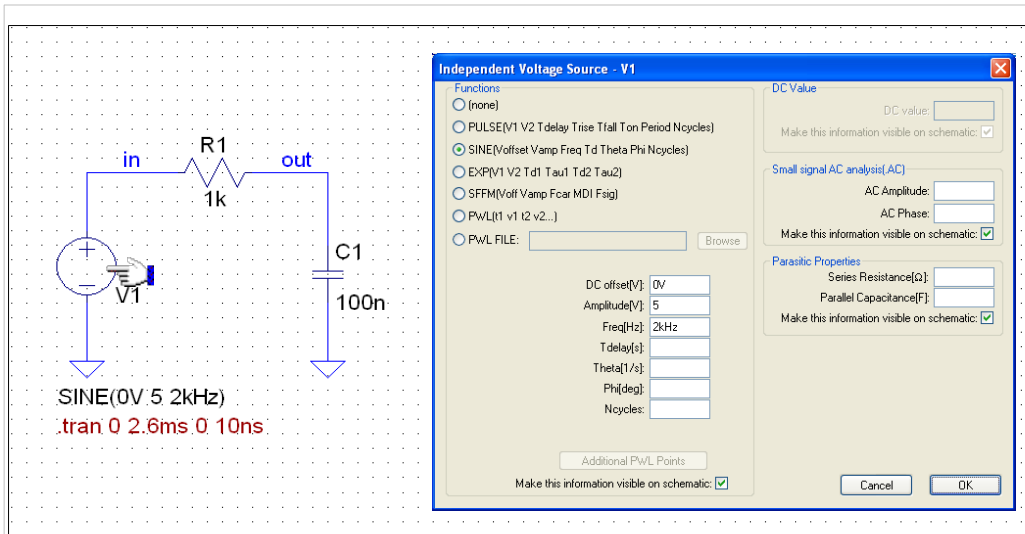 in
R1
out
1k
C1
100n
V1
SINE(0V 5 2kHz)
.tran 0 2.6ms 0 10ns
Independent Voltage Source - V1
Functions
(none)
PULSE(V1 V2 Tdelay Trise Tfall Ton Period Ncycles)
SINE(Voffset Vamp Freq Td Theta Phi Ncycles)
EXP(V1 V2 Td1 Tau1 Td2 Tau2)
SFFM(Voff Vamp Fcar MDI Fsig)
PWL(t1 v1 t2 v2...)
PWL FILE:
Browse
DC offset[V]: 0V
Amplitude[V]: 5
Freq[Hz]: 2kHz
Tdelay[s]:
Theta[1/s]:
Phi[deg]:
Ncycles:
Additional PWL Points
Make this information visible on schematic:
DC Value
DC value:
Make this information visible on schematic:
Small signal AC analysis(.AC)
AC Amplitude:
AC Phase:
Make this information visible on schematic:
Parasitic Properties
Series Resistance[Ω]:
Parallel Capacitance[F]:
Make this information visible on schematic:
Cancel
OK